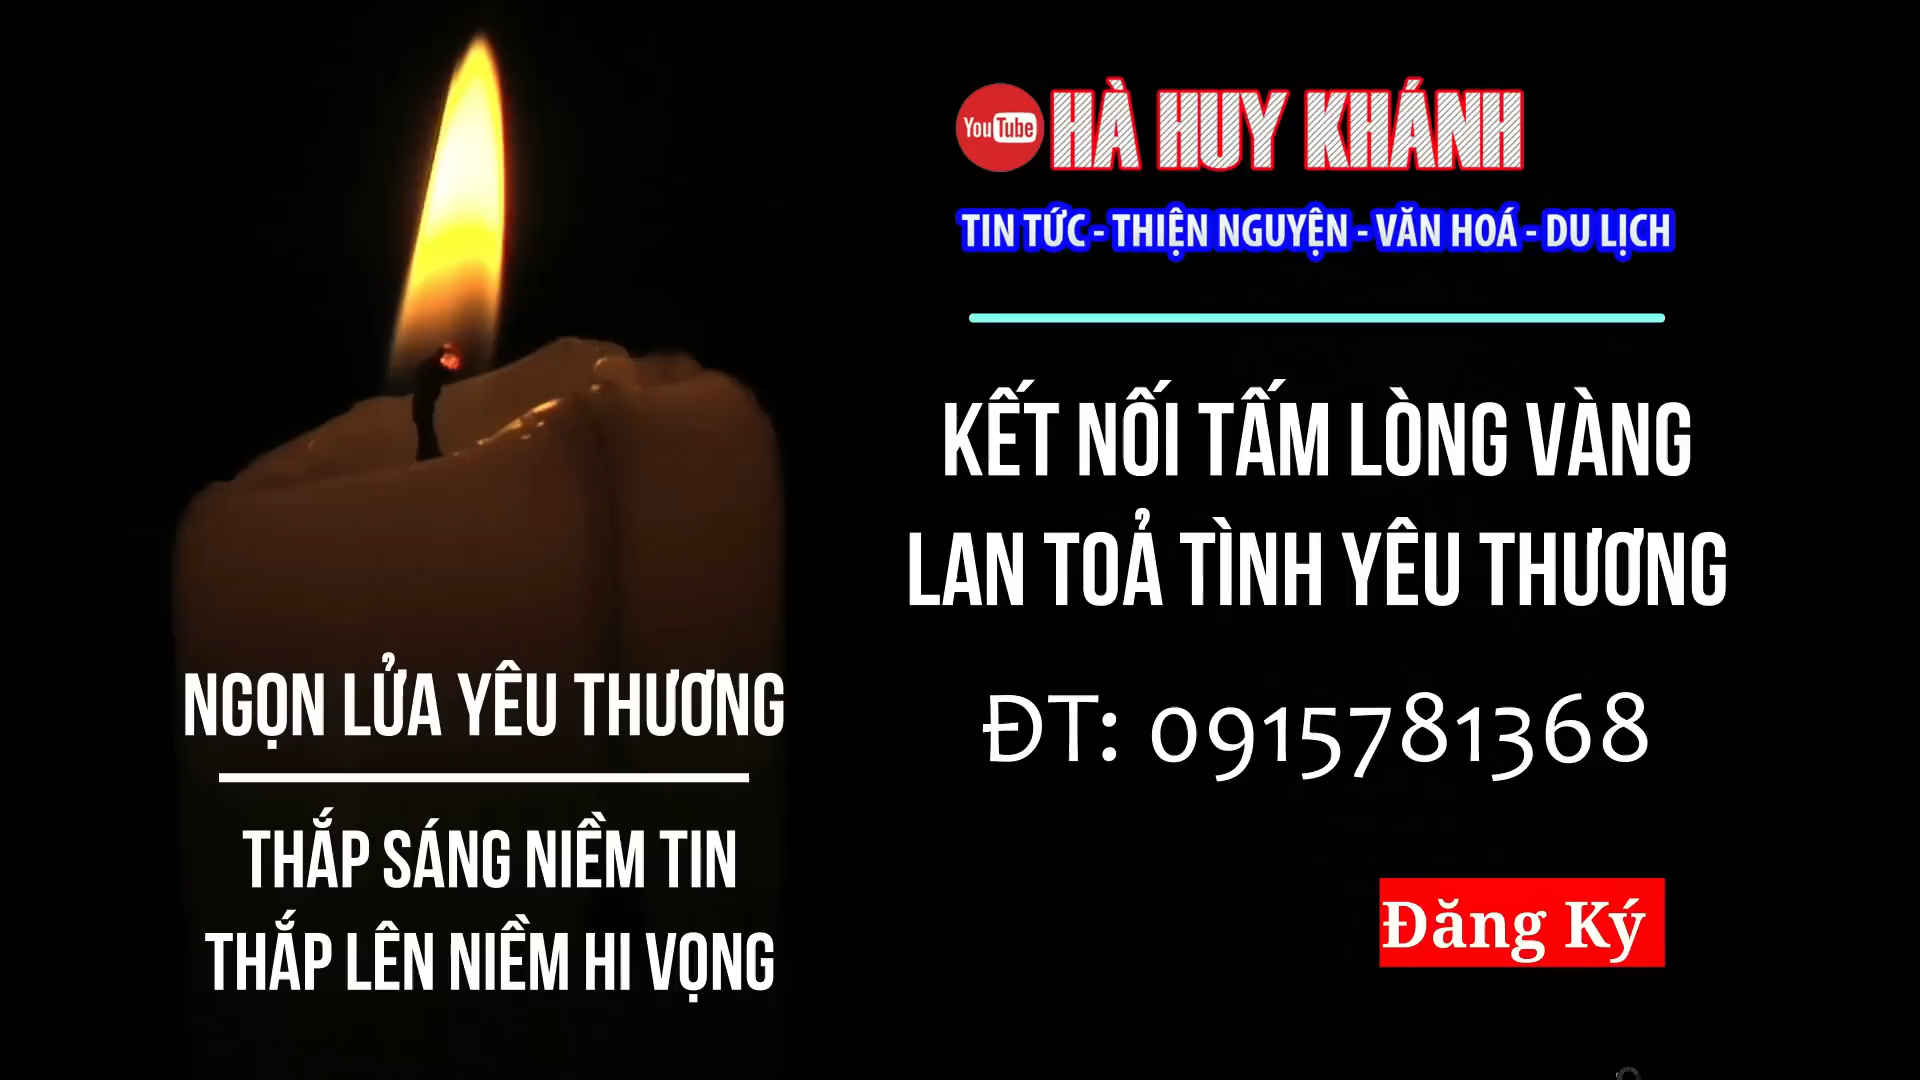 YouTube HÀ HUY KHÁNH
TIN TỨC - THIỆN NGUYỆN - VĂN HOÁ - DU LỊCH
KẾT NỐI TẤM LÒNG VÀNG
LAN TOẢ TÌNH YÊU THƯƠNG
ĐT: 0915781368
Đăng Ký
NGỌN LỬA YÊU THƯƠNG
THẮP SÁNG NIỀM TIN
THẮP LÊN NIỀM HI VỌNG